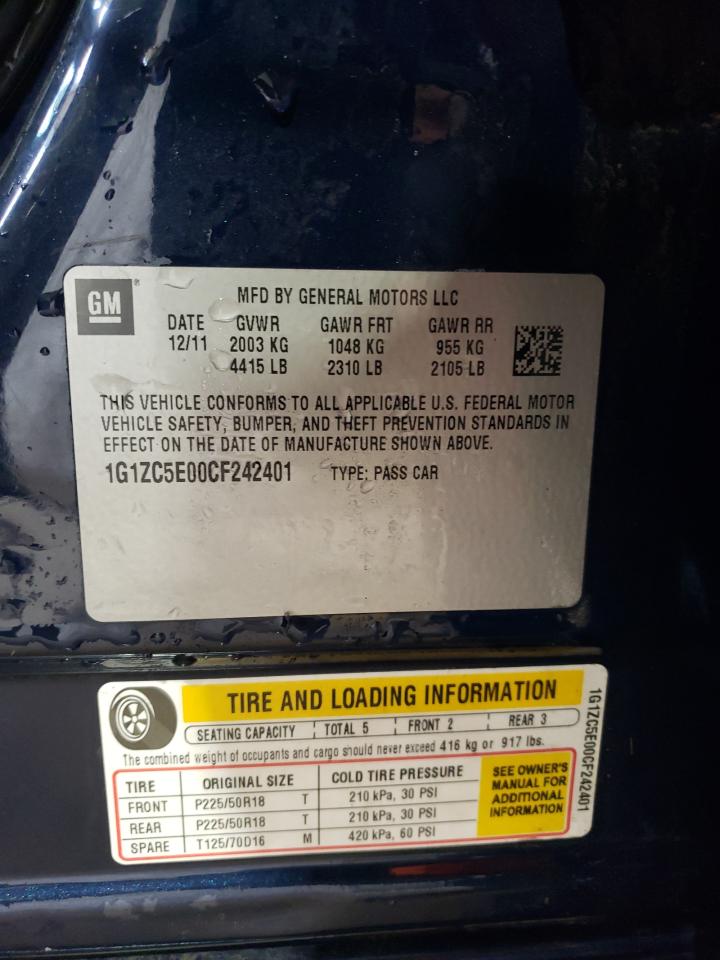 GM
MFD BY GENERAL MOTORS LLC
DATE GVWR GAWR FRT GAWR RR
12/11 2003 KG 1048 KG 955 KG
4415 LB 2310 LB 2105 LB
THIS VEHICLE CONFORMS TO ALL APPLICABLE U.S. FEDERAL MOTOR
VEHICLE SAFETY, BUMPER, AND THEFT PREVENTION STANDARDS IN
EFFECT ON THE DATE OF MANUFACTURE SHOWN ABOVE.
1G1ZC5E00CF242401 TYPE: PASS CAR
TIRE AND LOADING INFORMATION
SEATING CAPACITY TOTAL 5 FRONT 2 REAR 3
The combined weight of occupants and cargo should never exceed 416 kg or 917 lbs.
TIRE ORIGINAL SIZE COLD TIRE PRESSURE
FRONT P225/50R18 T 210 kPa, 30 PSI
REAR P225/50R18 T 210 kPa, 30 PSI
SPARE T125/70D16 M 420 kPa, 60 PSI
SEE OWNER'S
MANUAL FOR
ADDITIONAL
INFORMATION
1G1ZC5E00CF242401